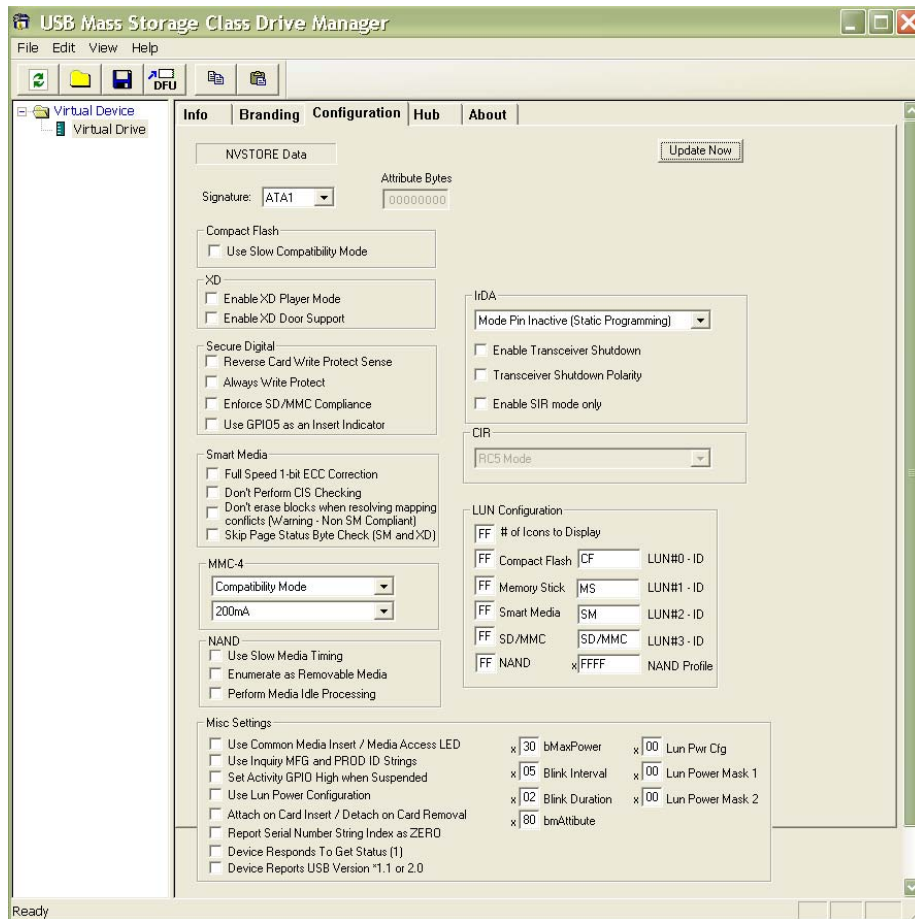 USB Mass Storage Class Drive Manager
File Edit View Help
DFU
Virtual Device
Virtual Drive
Info Branding Configuration Hub About
NVSTORE Data
Update Now
Attribute Bytes
Signature: ATA1 00000000
Compact Flash
Use Slow Compatibility Mode
XD
Enable XD Player Mode
Enable XD Door Support
Secure Digital
Reverse Card Write Protect Sense
Always Write Protect
Enforce SD/MMC Compliance
Use GPIO5 as an Insert Indicator
Smart Media
Full Speed 1-bit ECC Correction
Don't Perform CIS Checking
Don't erase blocks when resolving mapping
conflicts (Warning - Non SM Compliant)
Skip Page Status Byte Check (SM and XD)
MMC-4
Compatibility Mode
200mA
NAND
Use Slow Media Timing
Enumerate as Removable Media
Perform Media Idle Processing
IrDA
Mode Pin Inactive (Static Programming)
Enable Transceiver Shutdown
Transceiver Shutdown Polarity
Enable SIR mode only
CIR
RC5 Mode
LUN Configuration
FF # of Icons to Display
FF Compact Flash CF LUN#0 - ID
FF Memory Stick MS LUN#1 - ID
FF Smart Media SM LUN#2 - ID
FF SD/MMC SD/MMC LUN#3 - ID
FF NAND x FFFF NAND Profile
Misc Settings
Use Common Media Insert / Media Access LED
Use Inquiry MFG and PROD ID Strings
Set Activity GPIO High when Suspended
Use Lun Power Configuration
Attach on Card Insert / Detach on Card Removal
Report Serial Number String Index as ZERO
Device Responds To Get Status (1)
Device Reports USB Version *1.1 or 2.0
x 30 bMaxPower x 00 Lun Pwr Cfg
x 05 Blink Interval x 00 Lun Power Mask 1
x 02 Blink Duration x 00 Lun Power Mask 2
x 80 bmAttibute
Ready